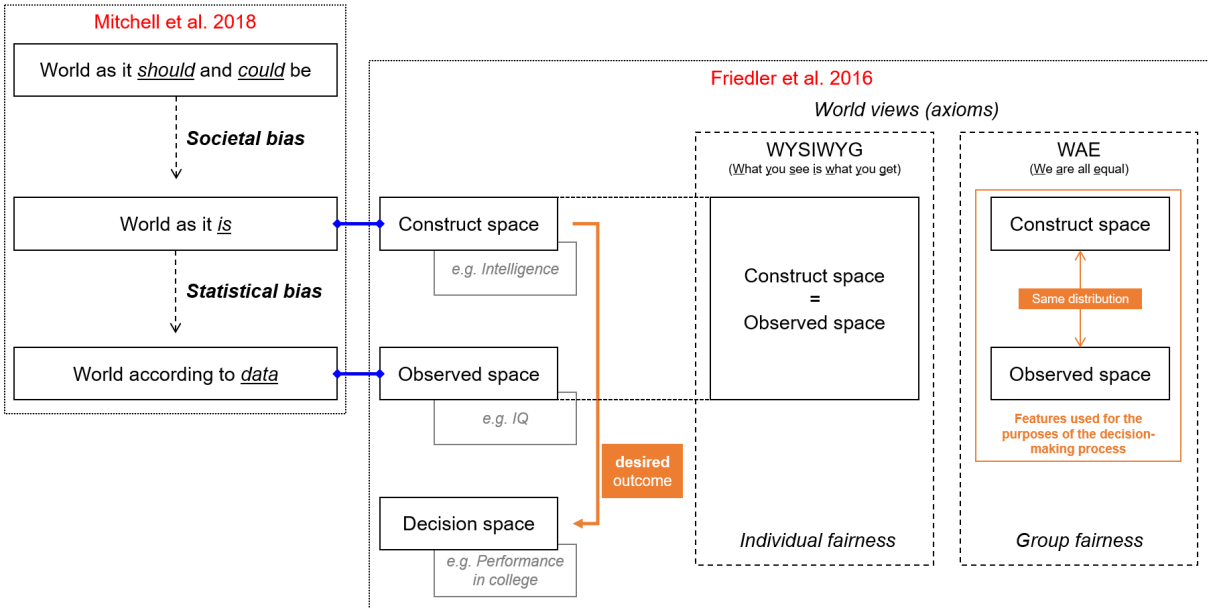 Mitchell et al. 2018
World as it should and could be
Societal bias
World as it is
Statistical bias
World according to data
Friedler et al. 2016
World views (axioms)
Construct space
e.g. Intelligence
Observed space
e.g. IQ
desired
outcome
Decision space
e.g. Performance
in college
WYSIWYG
(What you see is what you get)
Construct space
=
Observed space
Individual fairness
WAE
(We are all equal)
Construct space
Same distribution
Observed space
Features used for the
purposes of the decision-
making process
Group fairness